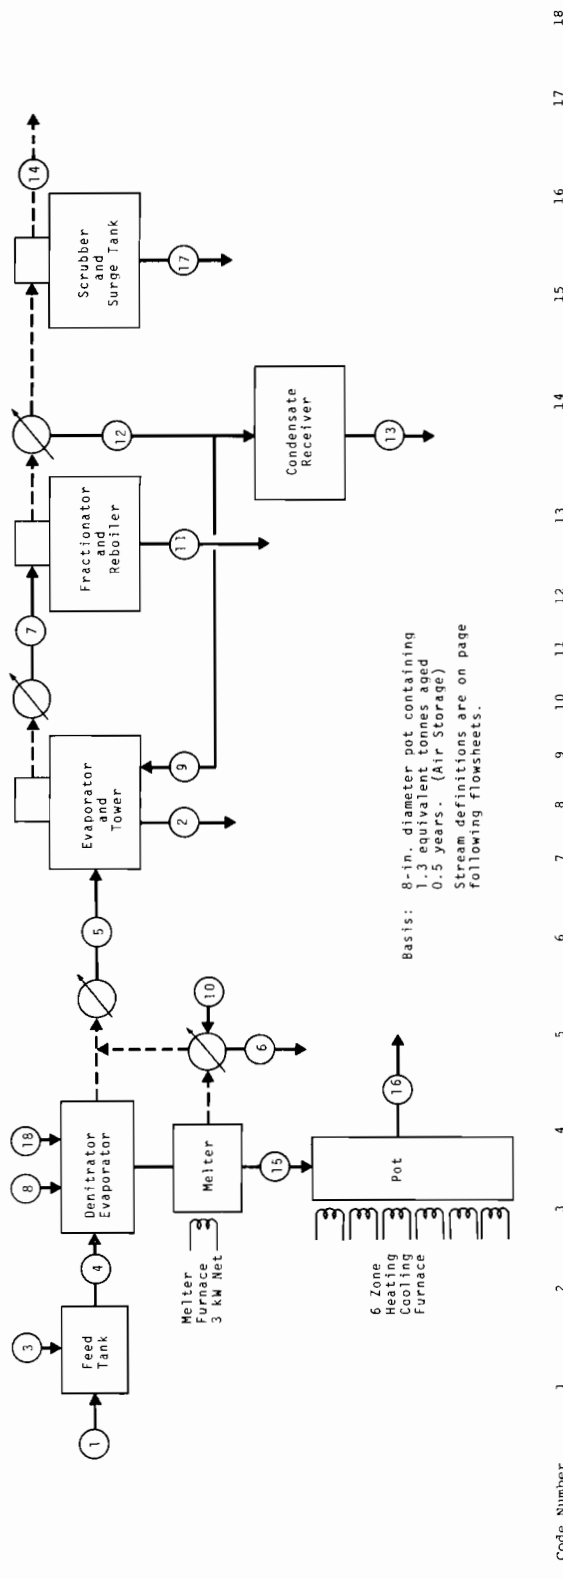 1
3
Feed
Tank
4
8
18
Denitrator
Evaporator
Melter
Furnace
3 kW Net
Melter
10
6
15
6 Zone
Heating
Cooling
Furnace
Pot
16
5
Evaporator
and
Tower
2
9
7
Fractionator
and
Reboiler
11
12
Condensate
Receiver
13
Scrubber
and
Surge Tank
17
14
Basis: 8-in. diameter pot containing
1.3 equivalent tonnes aged
0.5 years. (Air Storage)
Stream definitions are on page
following flowsheets.
Code Number 1 2 3 4 5 6 7 8 9 10 11 12 13 14 15 16 17 18